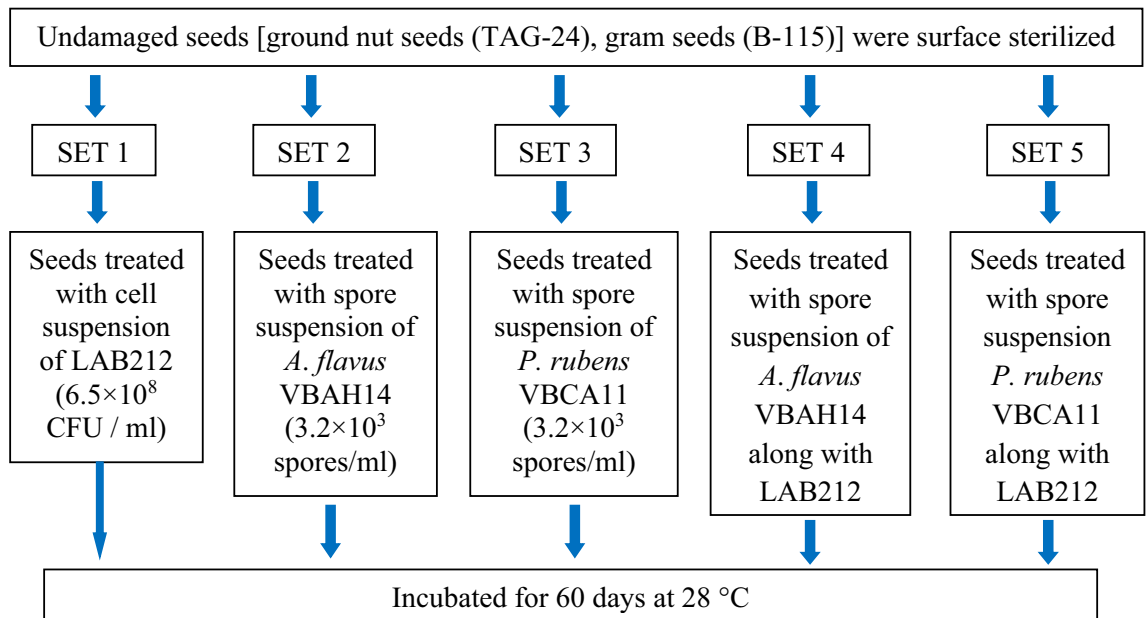 Undamaged seeds [ground nut seeds (TAG-24), gram seeds (B-115)] were surface sterilized
SET 1
SET 2
SET 3
SET 4
SET 5
Seeds treated
with cell
suspension
of LAB212
(6.5×10⁸
CFU / ml)
Seeds treated
with spore
suspension of
A. flavus
VBAH14
(3.2×10³
spores/ml)
Seeds treated
with spore
suspension of
P. rubens
VBCA11
(3.2×10³
spores/ml)
Seeds treated
with spore
suspension of
A. flavus
VBAH14
along with
LAB212
Seeds treated
with spore
suspension
P. rubens
VBCA11
along with
LAB212
Incubated for 60 days at 28 °C